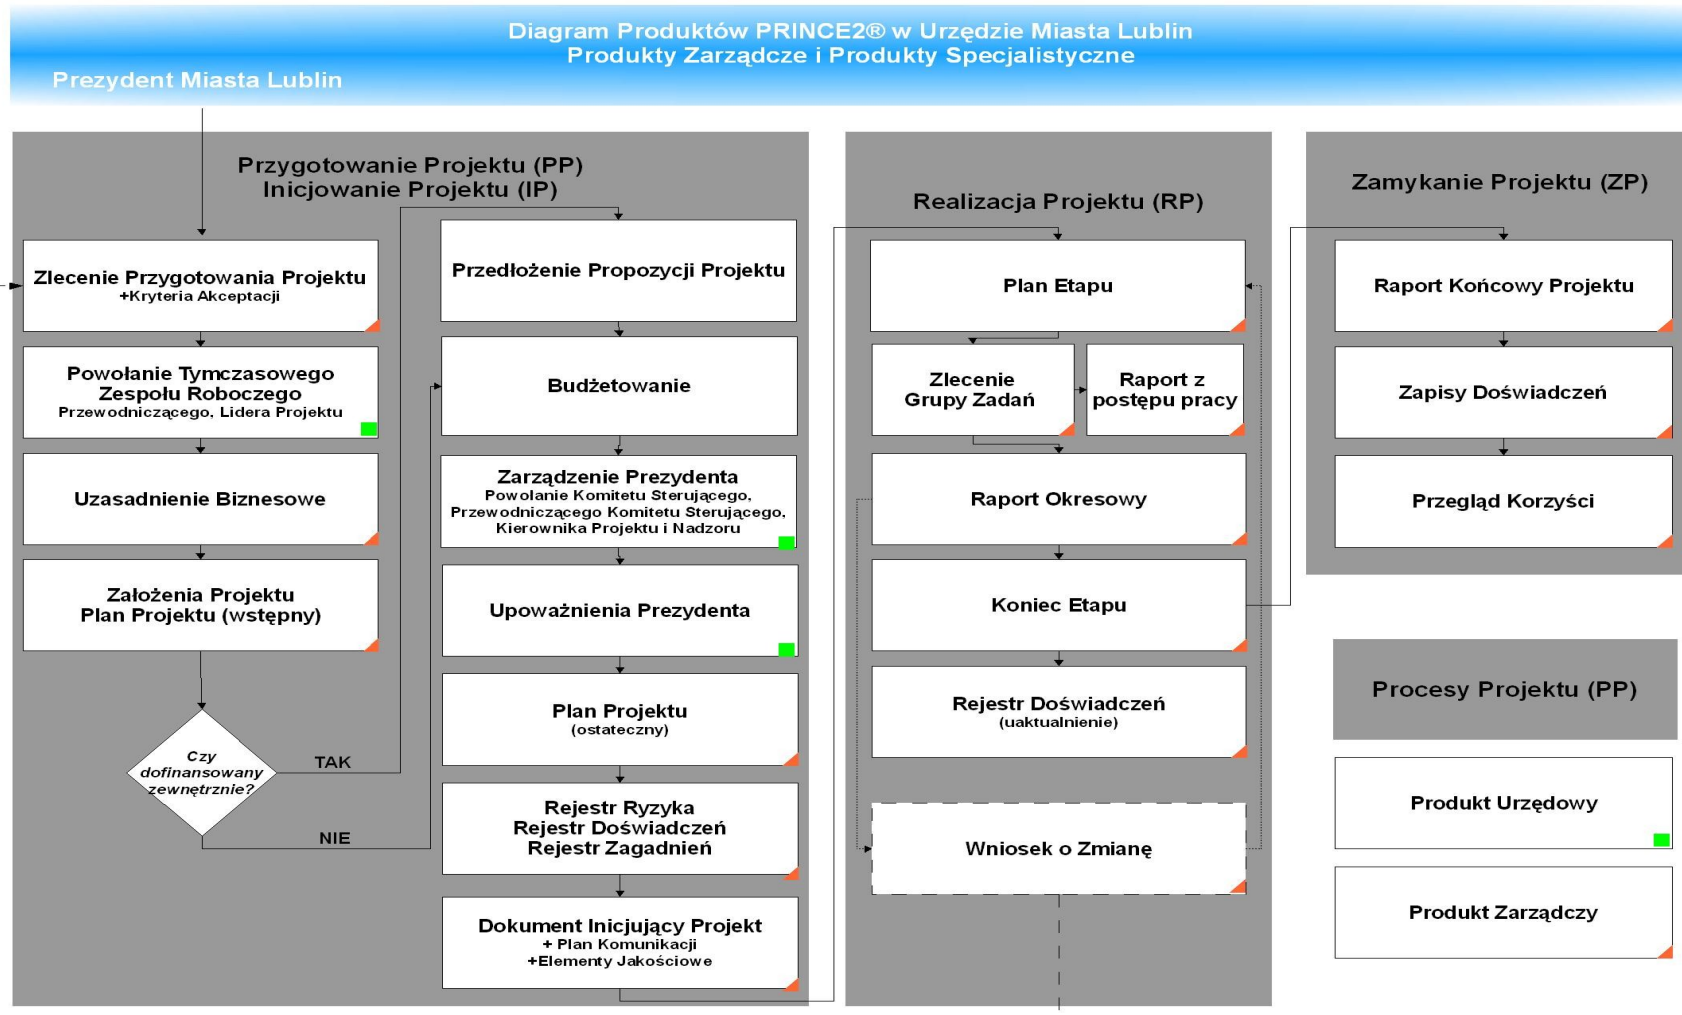 Diagram Produktów PRINCE2® w Urzędzie Miasta Lublin
Produkty Zarządcze i Produkty Specjalistyczne
Prezydent Miasta Lublin
Przygotowanie Projektu (PP)
Inicjowanie Projektu (IP)
Zlecenie Przygotowania Projektu
+Kryteria Akceptacji
Powołanie Tymczasowego
Zespołu Roboczego
Przewodniczącego, Lidera Projektu
Uzasadnienie Biznesowe
Założenia Projektu
Plan Projektu (wstępny)
Czy
dofinansowany
zewnętrznie?
TAK
NIE
Przedłożenie Propozycji Projektu
Budżetowanie
Zarządzenie Prezydenta
Powolanie Komitetu Sterującego,
Przewodniczącego Komitetu Sterującego,
Kierownika Projektu i Nadzoru
Upoważnienia Prezydenta
Plan Projektu
(ostateczny)
Rejestr Ryzyka
Rejestr Doświadczeń
Rejestr Zagadnień
Dokument Inicjujący Projekt
+ Plan Komunikacji
+Elementy Jakościowe
Realizacja Projektu (RP)
Plan Etapu
Zlecenie
Grupy Zadań
Raport z
postępu pracy
Raport Okresowy
Koniec Etapu
Rejestr Doświadczeń
(uaktualnienie)
Wniosek o Zmianę
Zamykanie Projektu (ZP)
Raport Końcowy Projektu
Zapisy Doświadczeń
Przegląd Korzyści
Procesy Projektu (PP)
Produkt Urzędowy
Produkt Zarządczy